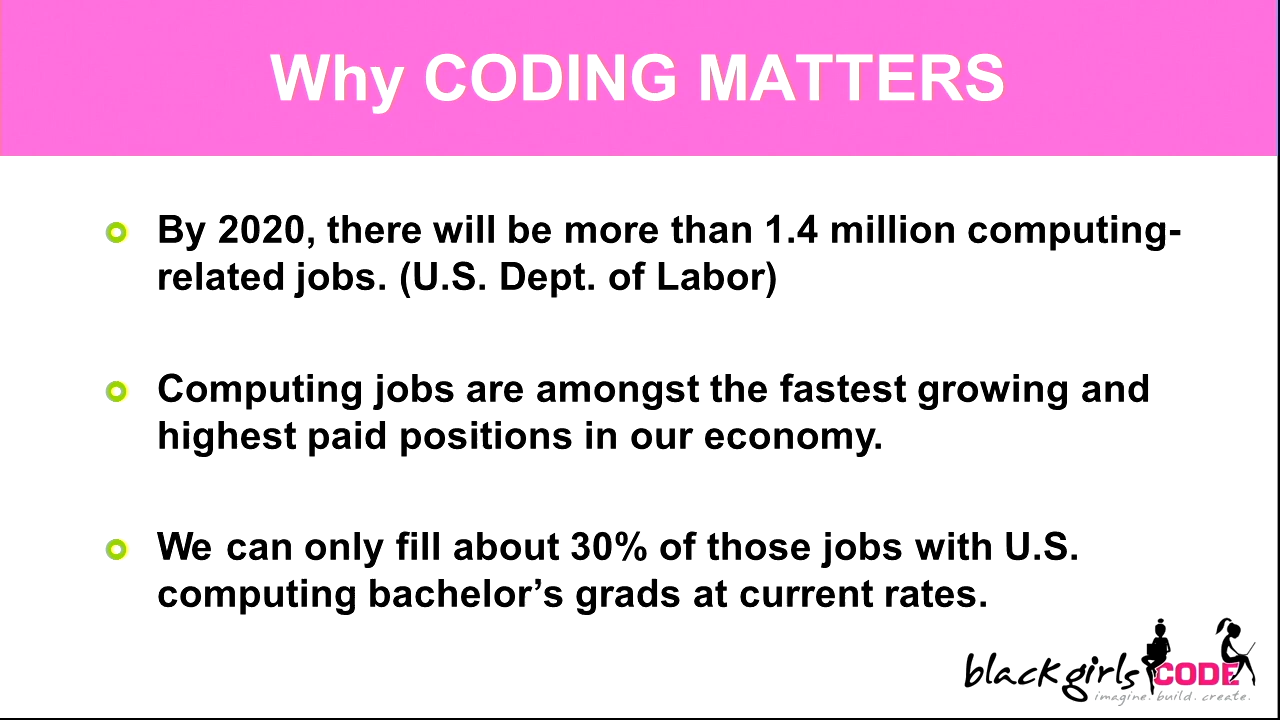 Why CODING MATTERS
By 2020, there will be more than 1.4 million computing-
related jobs. (U.S. Dept. of Labor)
Computing jobs are amongst the fastest growing and
highest paid positions in our economy.
We can only fill about 30% of those jobs with U.S.
computing bachelor’s grads at current rates.
black girls CODE
imagine. build. create.